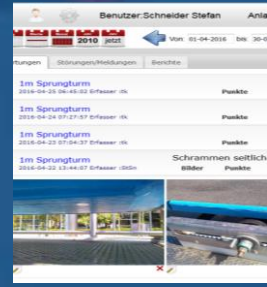 Benutzer:Schneider Stefan Anla
2010 jetzt Von: 01-04-2016 bis 30-0
rtungen Störungen/Meldungen Berichte
1m Sprungturm
2016-04-25 06:45:02 Erfasser :tk Punkte
1m Sprungturm
2016-04-24 07:27:57 Erfasser :tk Punkte
1m Sprungturm
2016-04-23 07:04:37 Erfasser :tk Punkte
1m Sprungturm Schrammen seitlich
2016-04-22 13:44:07 Erfasser :StSn Bilder Punkte